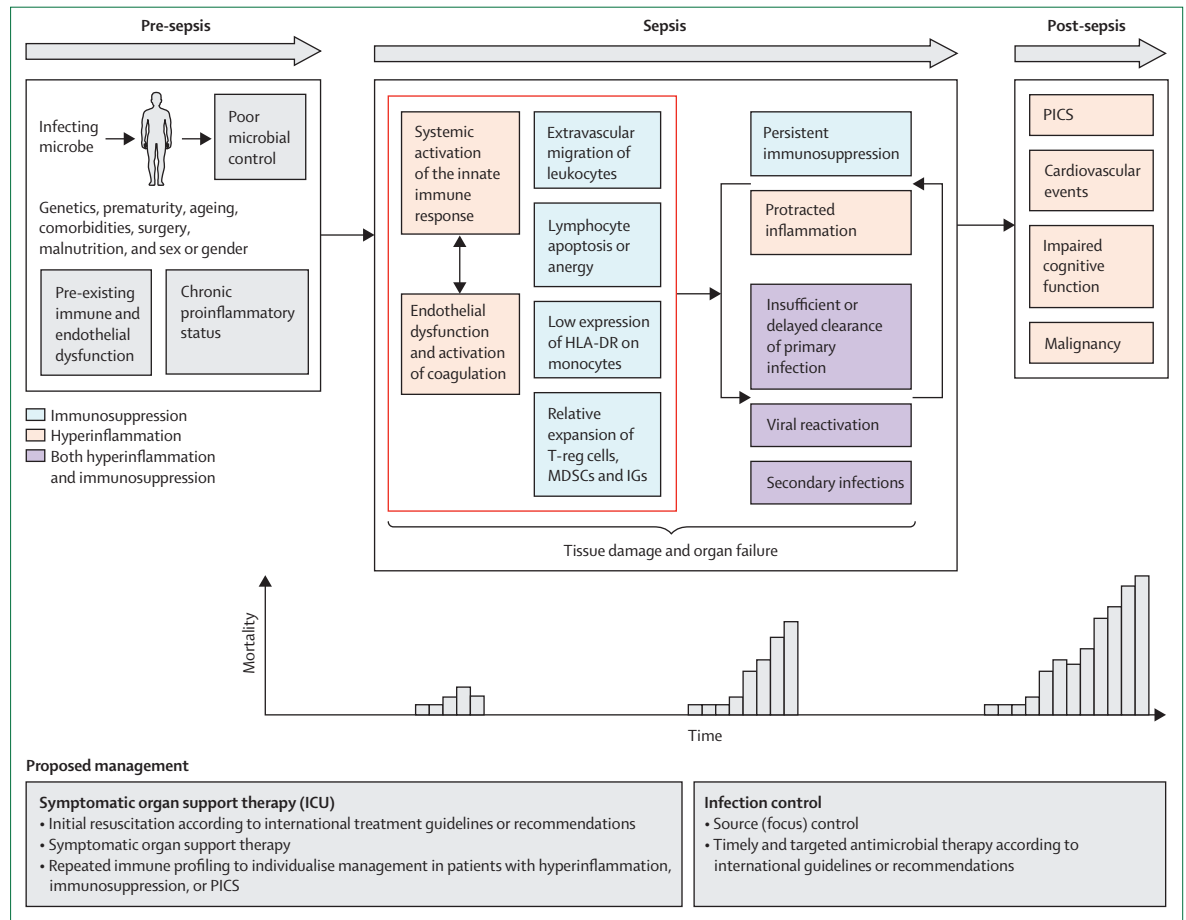 Pre-sepsis
Sepsis
Post-sepsis
Infecting
microbe
Poor
microbial
control
Genetics, prematurity, ageing,
comorbidities, surgery,
malnutrition, and sex or gender
Pre-existing
immune and
endothelial
dysfunction
Chronic
proinflammatory
status
Immunosuppression
Hyperinflammation
Both hyperinflammation
and immunosuppression
Systemic
activation
of the innate
immune
response
Endothelial
dysfunction
and activation
of coagulation
Extravascular
migration of
leukocytes
Lymphocyte
apoptosis or
anergy
Low expression
of HLA-DR on
monocytes
Relative
expansion of
T-reg cells,
MDSCs and IGs
Persistent
immunosuppression
Protracted
inflammation
Insufficient or
delayed clearance
of primary
infection
Viral reactivation
Secondary infections
Tissue damage and organ failure
PICS
Cardiovascular
events
Impaired
cognitive
function
Malignancy
Mortality
Time
Proposed management
Symptomatic organ support therapy (ICU)
• Initial resuscitation according to international treatment guidelines or recommendations
• Symptomatic organ support therapy
• Repeated immune profiling to individualise management in patients with hyperinflammation,
immunosuppression, or PICS
Infection control
• Source (focus) control
• Timely and targeted antimicrobial therapy according to
international guidelines or recommendations